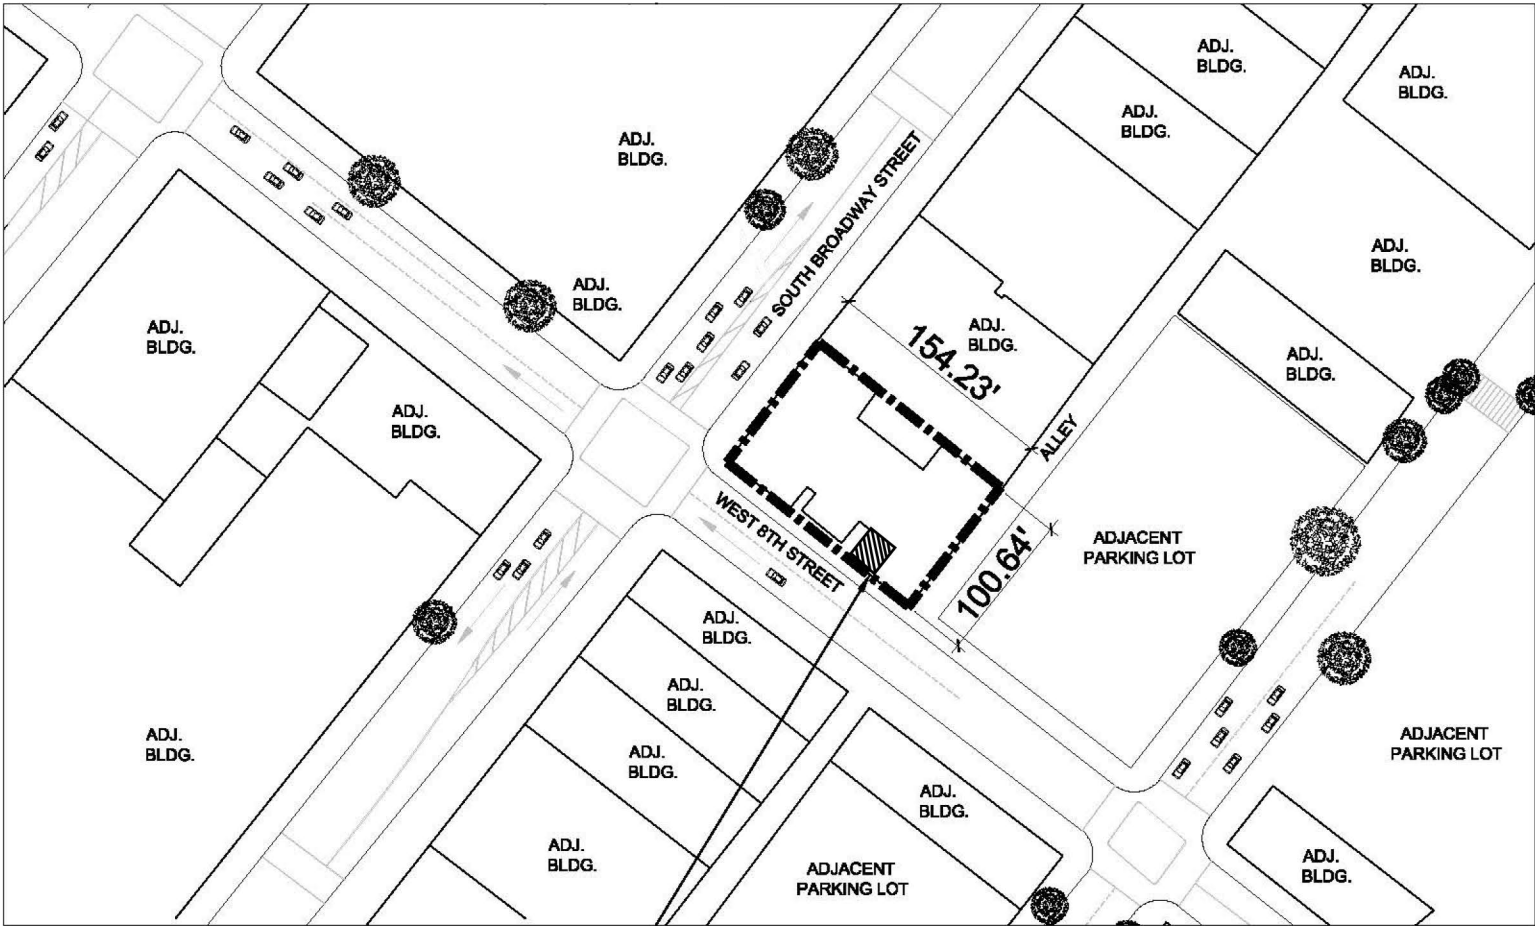 ADJ.
BLDG.
ADJ.
BLDG.
ADJ.
BLDG.
ADJ.
BLDG.
SOUTH BROADWAY STREET
ADJ.
BLDG.
ADJ.
BLDG.
ADJ.
BLDG.
ADJ.
BLDG.
154.23'
ADJ.
BLDG.
ADJ.
BLDG.
ALLEY
WEST 8TH STREET
100.64'
ADJACENT
PARKING LOT
ADJ.
BLDG.
ADJ.
BLDG.
ADJ.
BLDG.
ADJ.
BLDG.
ADJACENT
PARKING LOT
ADJ.
BLDG.
ADJ.
BLDG.
ADJ.
BLDG.
ADJACENT
PARKING LOT